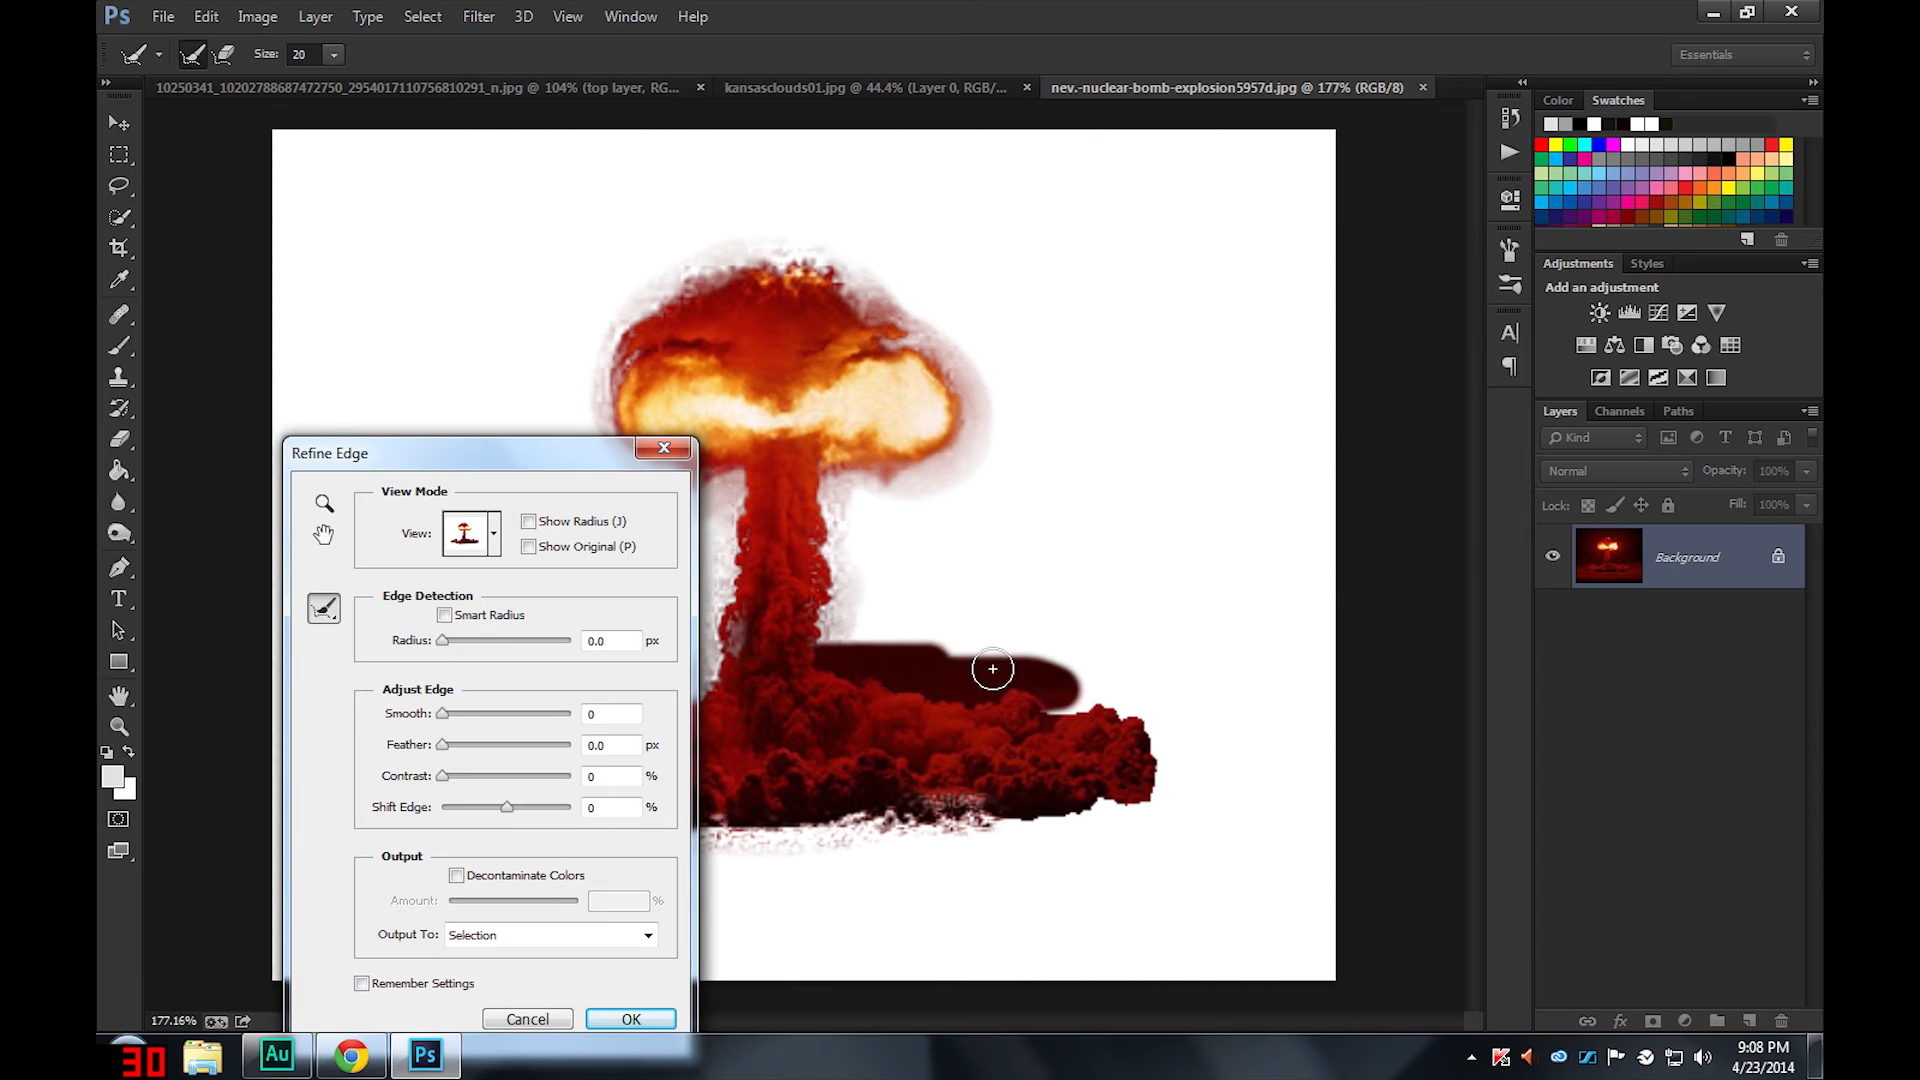 Ps File Edit Image Layer Type Select Filter 3D View Window Help
Size: 20 Essentials
10250341_10202788687472750_2954017110756810291_n.jpg @ 104% (top layer, RG... × kansasclouds01.jpg @ 44.4% (Layer 0, RGB/... × nev.-nuclear-bomb-explosion5957d.jpg @ 177% (RGB/8) ×
Color Swatches
Adjustments Styles
Add an adjustment
Layers Channels Paths
Kind
Normal Opacity: 100%
Lock: Fill: 100%
Background
Refine Edge
View Mode
View: Show Radius (J)
Show Original (P)
Edge Detection
Smart Radius
Radius: 0.0 px
Adjust Edge
Smooth: 0
Feather: 0.0 px
Contrast: 0 %
Shift Edge: 0 %
Output
Decontaminate Colors
Amount: %
Output To: Selection
Remember Settings
Cancel OK
177.16%
30 Au Ps
9:08 PM
4/23/2014